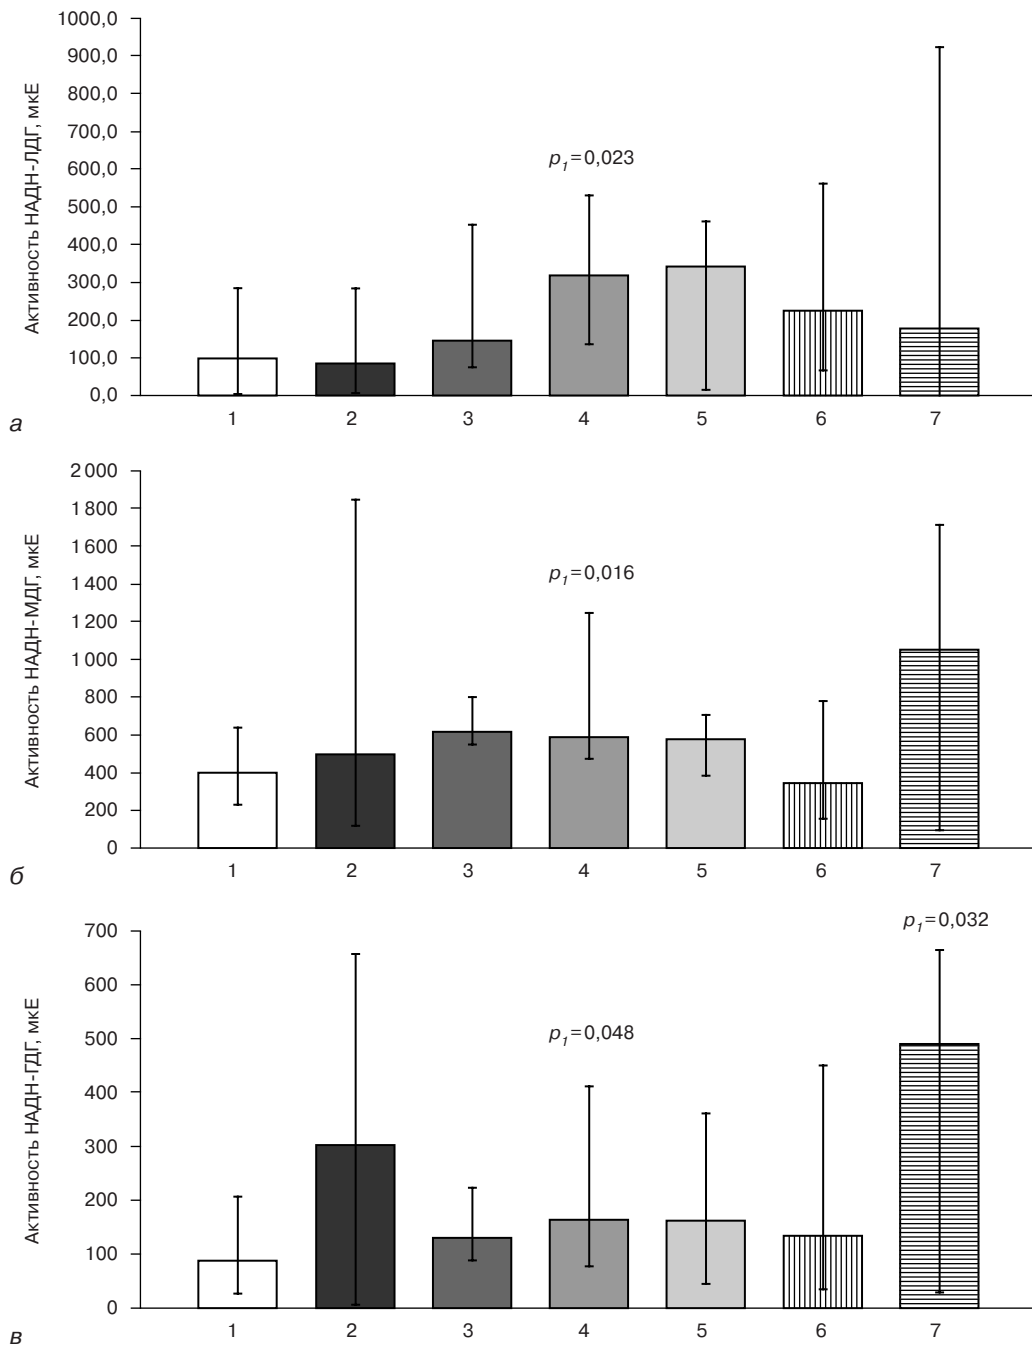 Активность НАДН-ЛДГ, мкЕ
1000,0
900,0
800,0
700,0
600,0
500,0
400,0
300,0
200,0
100,0
0,0
p1=0,023
1 2 3 4 5 6 7
а
Активность НАДН-МДГ, мкЕ
2 000
1 800
1 600
1 400
1 200
1 000
800
600
400
200
0
p1=0,016
1 2 3 4 5 6 7
б
Активность НАДН-ГДГ, мкЕ
700
600
500
400
300
200
100
0
p1=0,048
p1=0,032
1 2 3 4 5 6 7
в